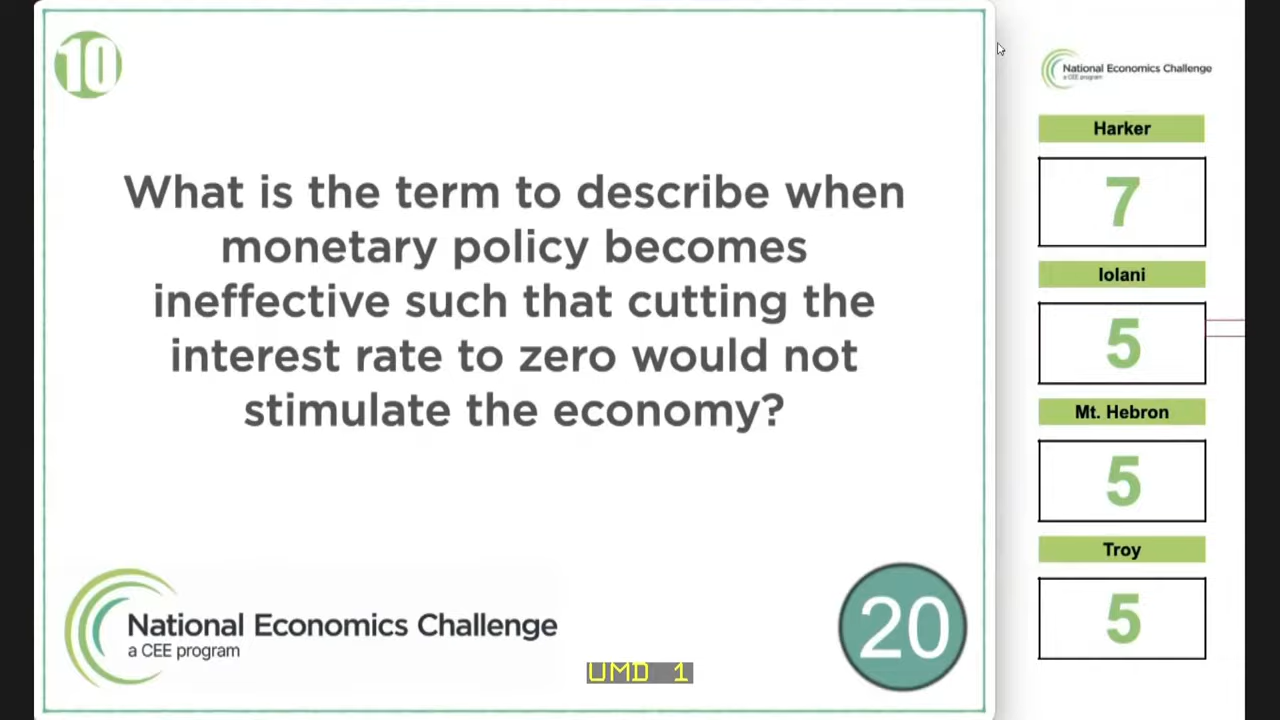 10
What is the term to describe when
monetary policy becomes
ineffective such that cutting the
interest rate to zero would not
stimulate the economy?
National Economics Challenge
a CEE program
20
UMD 1
National Economics Challenge
a CEE program
Harker
7
Iolani
5
Mt. Hebron
5
Troy
5